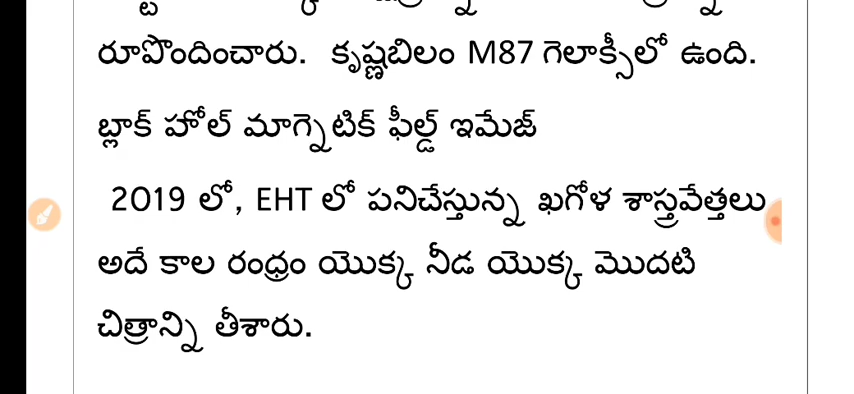 రూపొందించారు. కృష్ణబిలం M87 గెలాక్సీలో ఉంది.
బ్లాక్ హోల్ మాగ్నెటిక్ ఫీల్డ్ ఇమేజ్
2019 లో, EHT లో పనిచేస్తున్న ఖగోళ శాస్త్రవేత్తలు
అదే కాల రంధ్రం యొక్క నీడ యొక్క మొదటి
చిత్రాన్ని తీశారు.